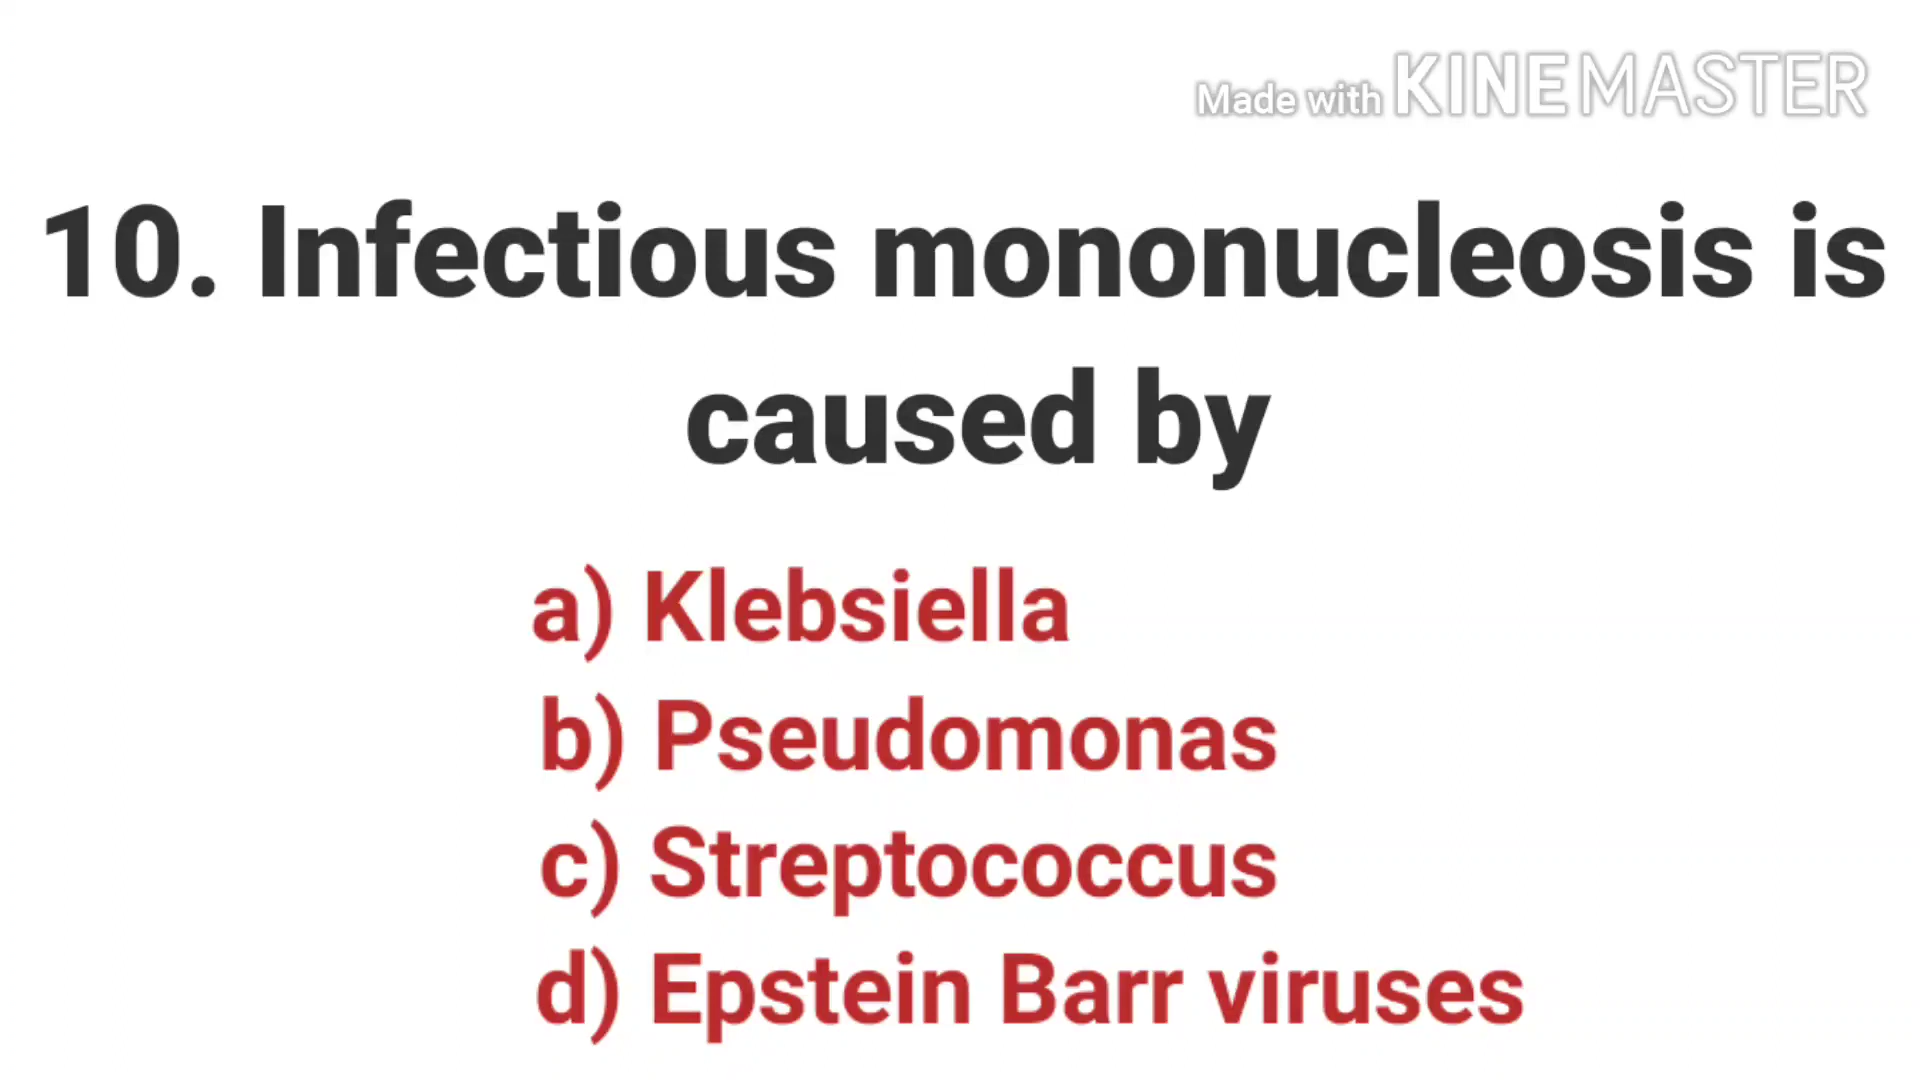 Made with KINEMASTER
10. Infectious mononucleosis is
caused by
a) Klebsiella
b) Pseudomonas
c) Streptococcus
d) Epstein Barr viruses